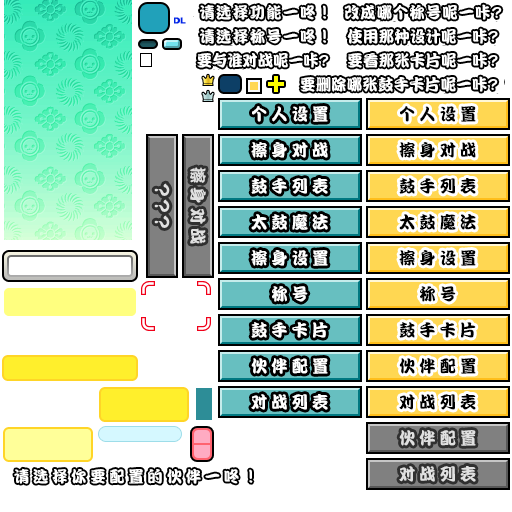 请选择功能一咚！ 改成哪个称号呢一咔?
DL
请选择称号一咚！ 使用那种设计呢一咔?
要与谁对战呢一咔? 要看那张卡片呢一咔?
要删除哪张鼓手卡片呢一咔?
个人设置 个人设置
擦身对战 擦身对战
鼓手列表 鼓手列表
太鼓魔法 太鼓魔法
擦身设置 擦身设置
称号 称号
鼓手卡片 鼓手卡片
伙伴配置 伙伴配置
对战列表 对战列表
伙伴配置
对战列表
？？？
擦身对战
请选择你要配置的伙伴一咚！